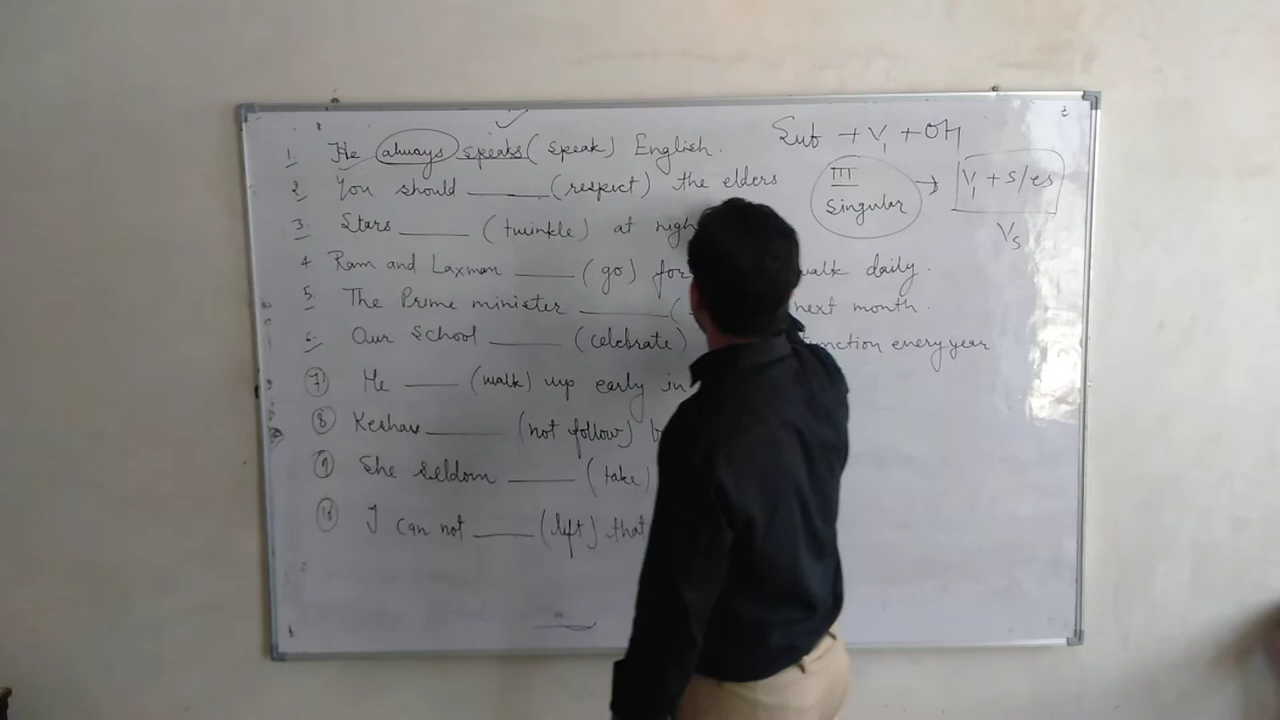 1. He always speaks (speak) English.
2. You should ______ (respect) the elders
3. Stars ______ (twinkle) at nigh
4 Ram and Laxman ______ (go) for walk daily.
5. The Prime minister ______ ( next month.
6. Our School ______ (celebrate) function every year
7 He ______ (walk) up early in
8 Keshav ______ (not follow)
9 She seldom ______ (take)
10 I can not ______ (left) that
Sub + V1 + OH
III Singular → V1 + s/es
V5